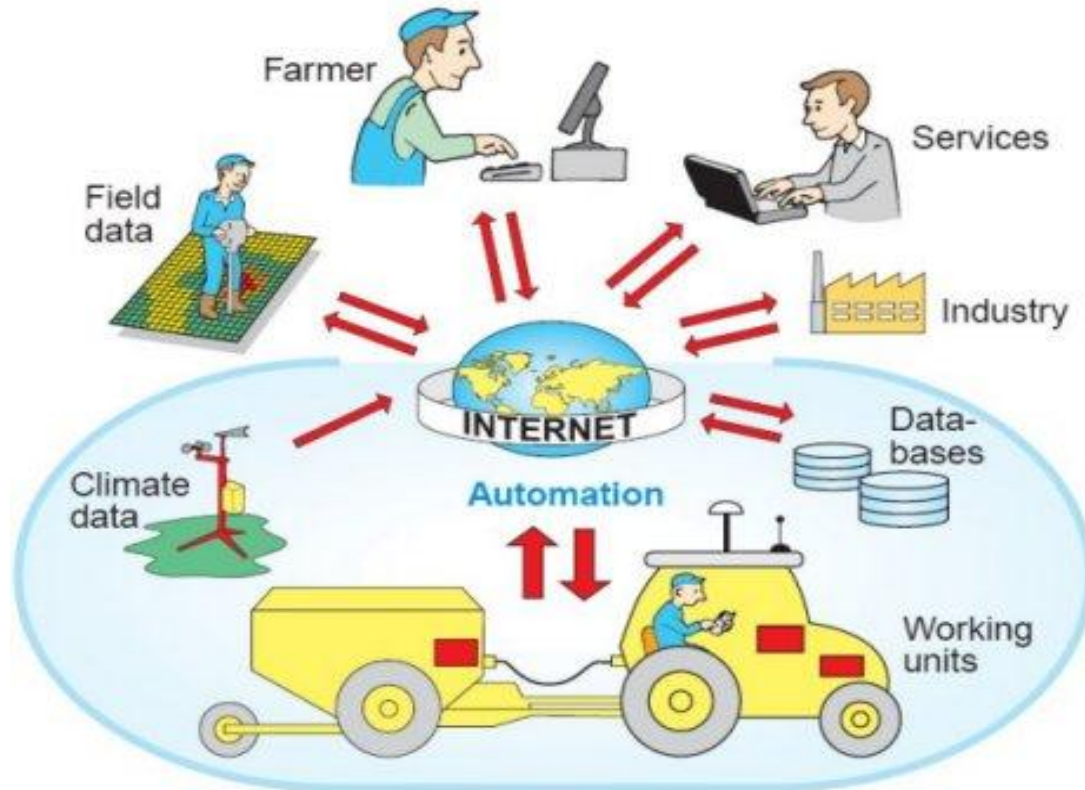 Farmer
Services
Field
data
Industry
INTERNET
Data-
bases
Climate
data
Automation
Working
units